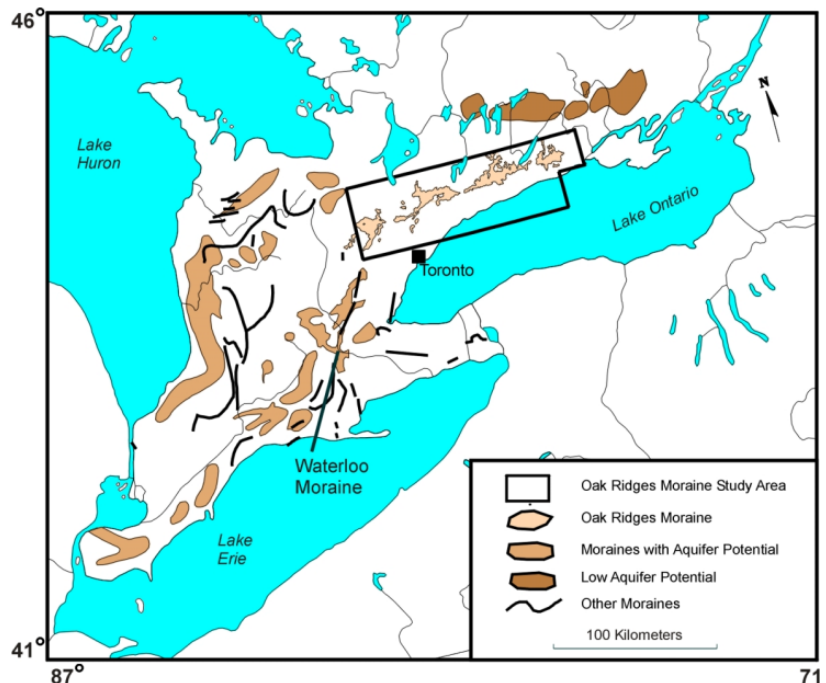 46°
N
Lake
Huron
Lake Ontario
Toronto
Waterloo
Moraine
Lake
Erie
Oak Ridges Moraine Study Area
Oak Ridges Moraine
Moraines with Aquifer Potential
Low Aquifer Potential
Other Moraines
100 Kilometers
41°
87°
71